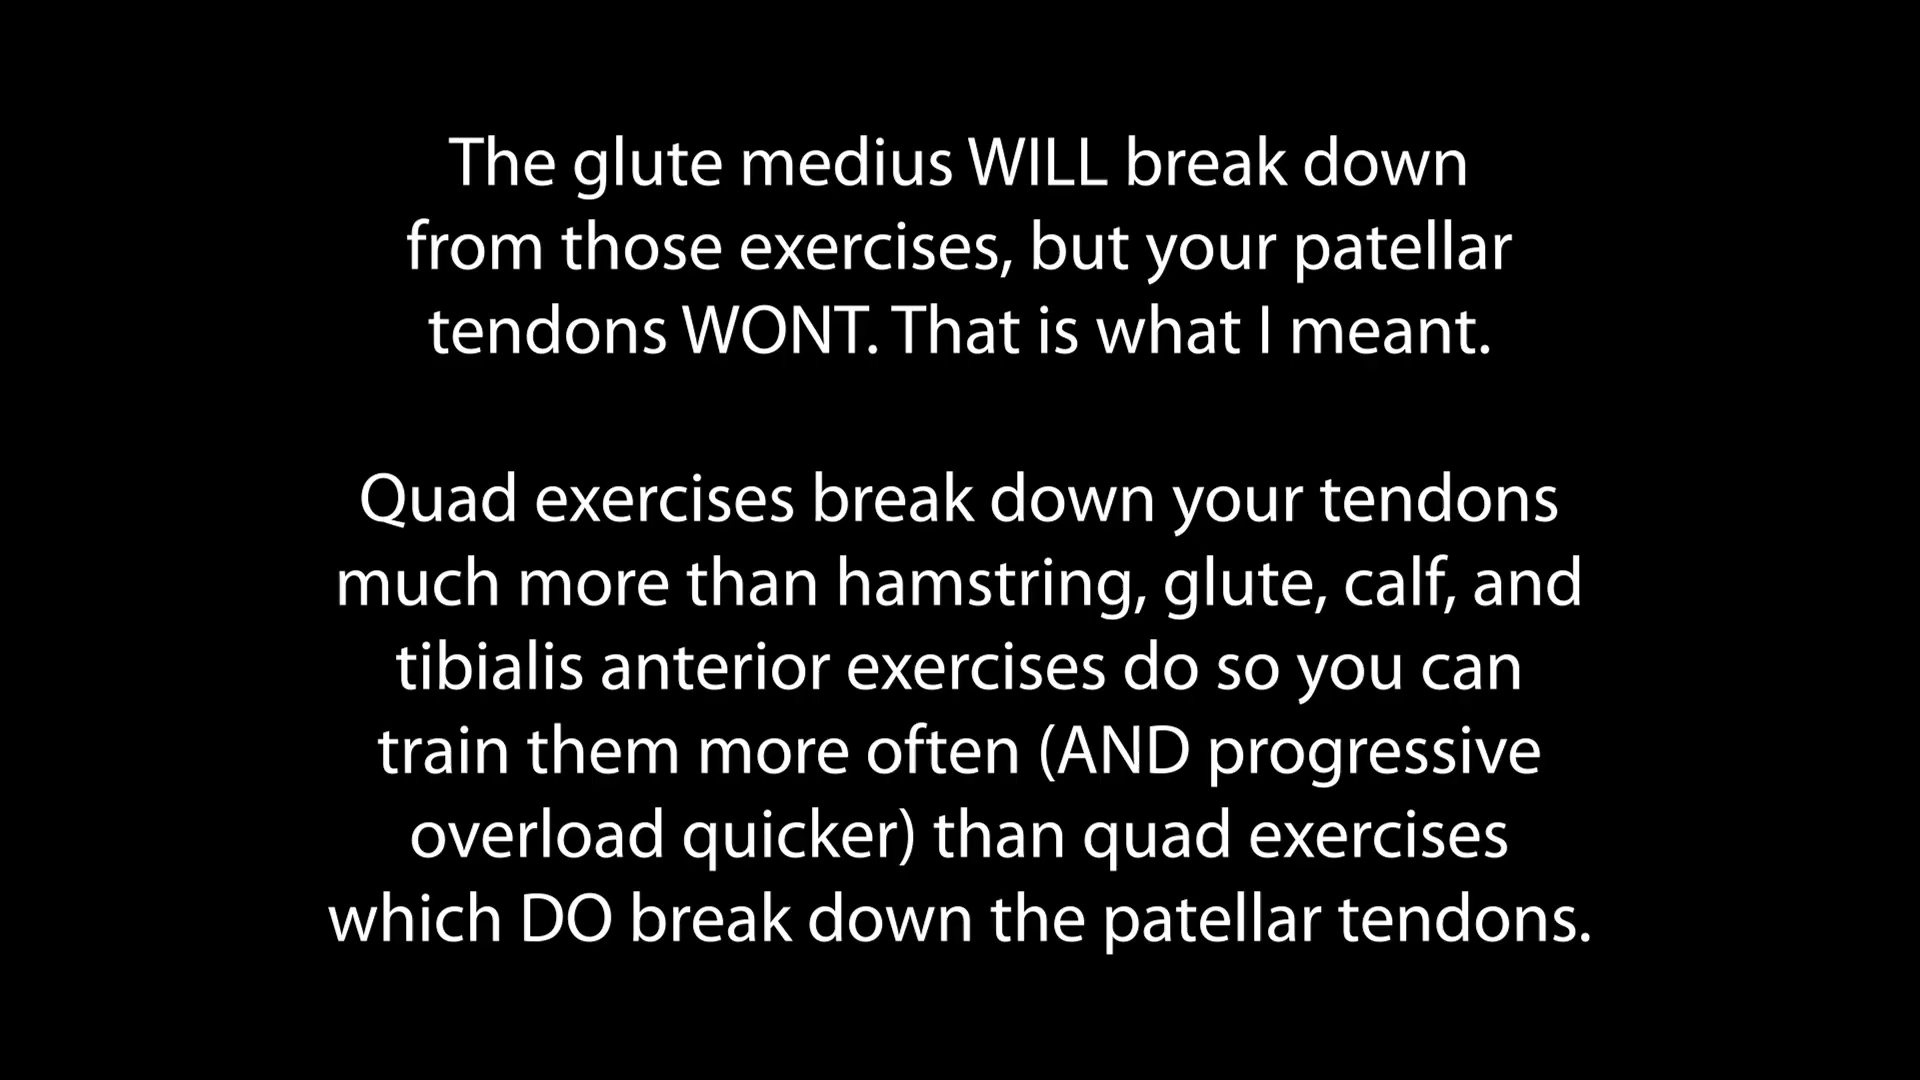 The glute medius WILL break down
from those exercises, but your patellar
tendons WONT. That is what I meant.
Quad exercises break down your tendons
much more than hamstring, glute, calf, and
tibialis anterior exercises do so you can
train them more often (AND progressive
overload quicker) than quad exercises
which DO break down the patellar tendons.